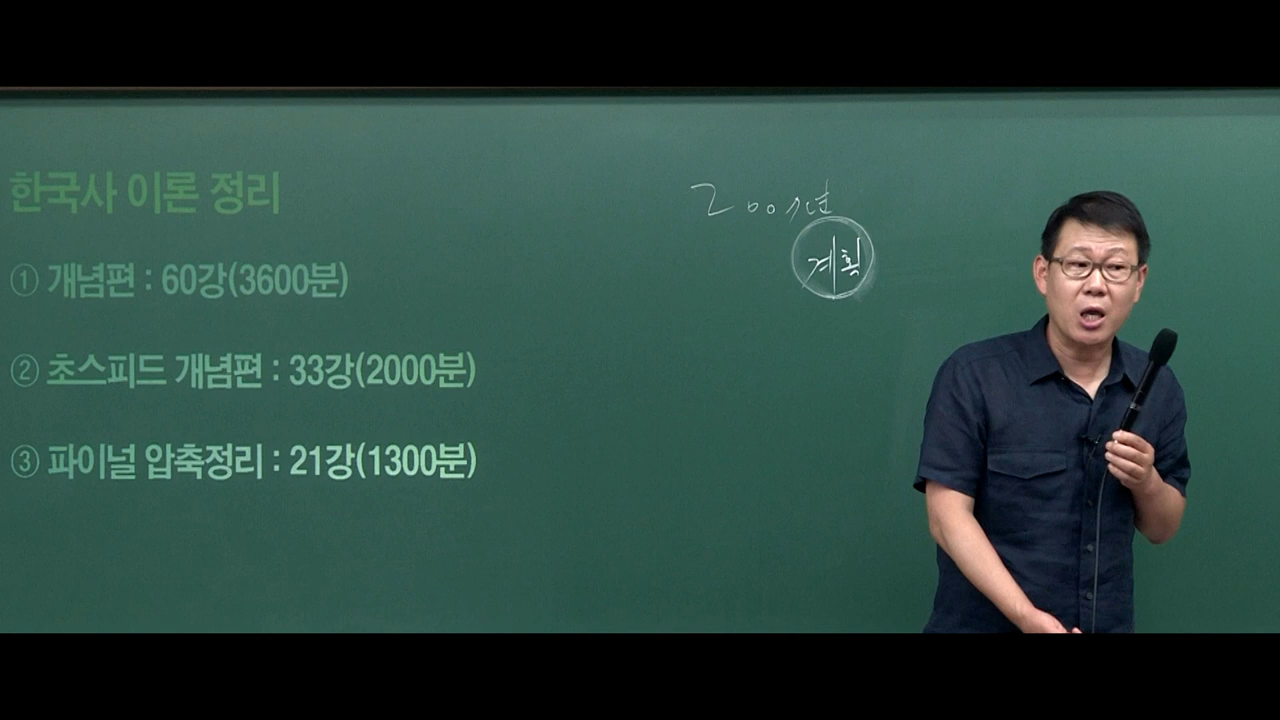 한국사 이론 정리
① 개념편 : 60강(3600분)
② 초스피드 개념편 : 33강(2000분)
③ 파이널 압축정리 : 21강(1300분)
계획